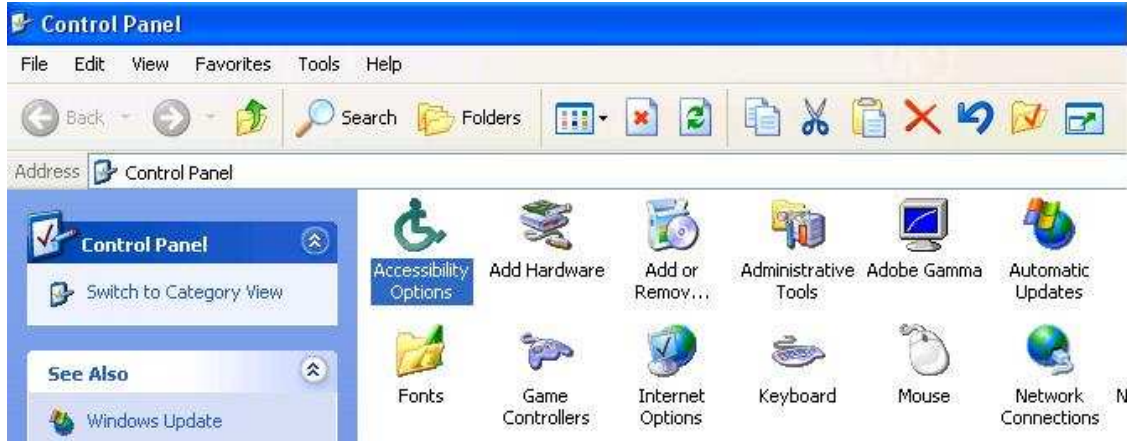 Control Panel
File Edit View Favorites Tools Help
Back Search Folders
Address Control Panel
Control Panel
Switch to Category View
See Also
Windows Update
Accessibility Options
Add Hardware
Add or Remov...
Administrative Tools
Adobe Gamma
Automatic Updates
Fonts
Game Controllers
Internet Options
Keyboard
Mouse
Network Connections
N